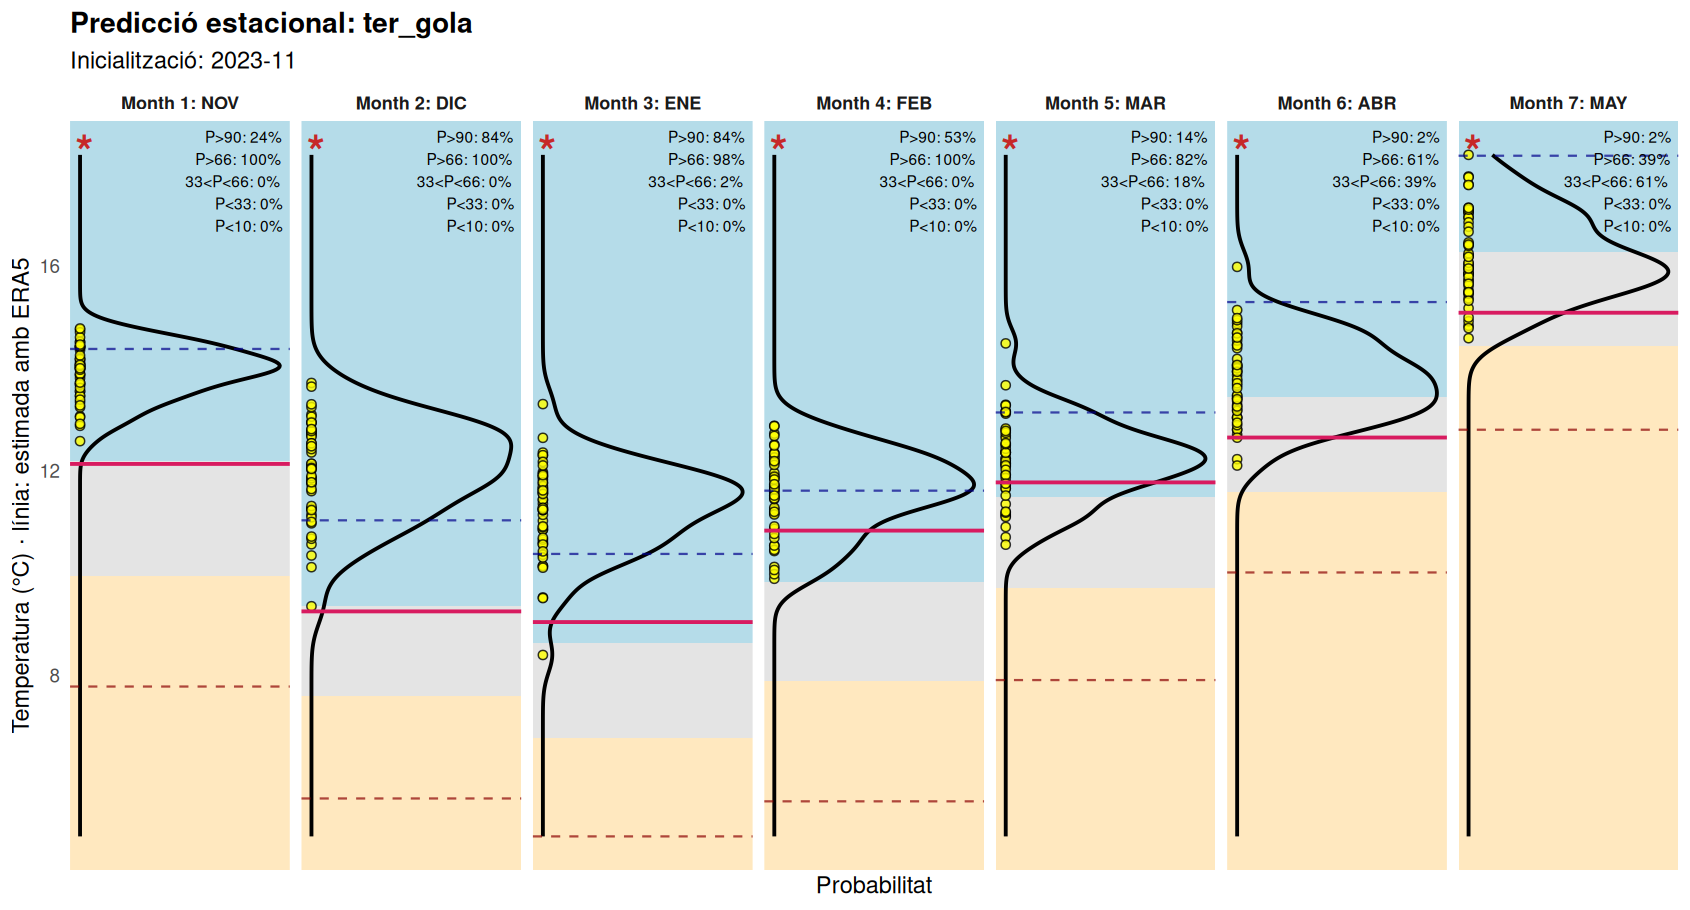 Predicció estacional: ter_gola
Inicialització: 2023-11
Month 1: NOV
Month 2: DIC
Month 3: ENE
Month 4: FEB
Month 5: MAR
Month 6: ABR
Month 7: MAY
*
P>90: 24%
P>66: 100%
33<P<66: 0%
P<33: 0%
P<10: 0%
*
P>90: 84%
P>66: 100%
33<P<66: 0%
P<33: 0%
P<10: 0%
*
P>90: 84%
P>66: 98%
33<P<66: 2%
P<33: 0%
P<10: 0%
*
P>90: 53%
P>66: 100%
33<P<66: 0%
P<33: 0%
P<10: 0%
*
P>90: 14%
P>66: 82%
33<P<66: 18%
P<33: 0%
P<10: 0%
*
P>90: 2%
P>66: 61%
33<P<66: 39%
P<33: 0%
P<10: 0%
*
P>90: 2%
P>66: 39%
33<P<66: 61%
P<33: 0%
P<10: 0%
16
12
8
Temperatura (°C) · línia: estimada amb ERA5
Probabilitat